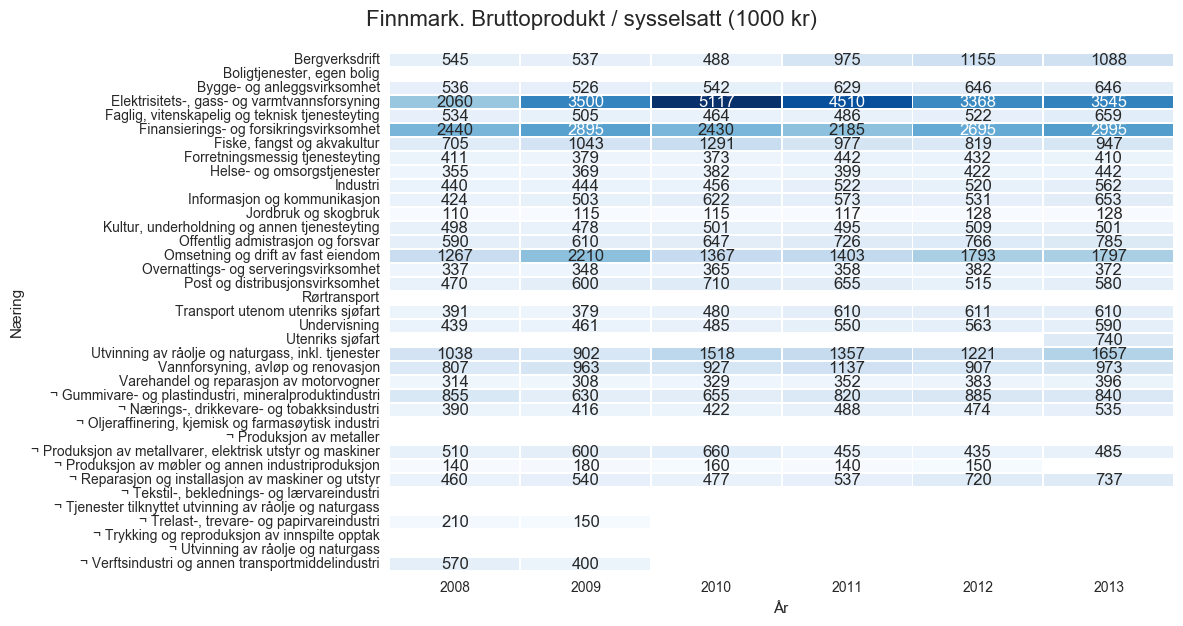 Finnmark. Bruttoprodukt / sysselsatt (1000 kr)
Bergverksdrift 545 537 488 975 1155 1088
Boligtjenester, egen bolig
Bygge- og anleggsvirksomhet 536 526 542 629 646 646
Elektrisitets-, gass- og varmtvannsforsyning 2060 3500 5117 4510 3368 3545
Faglig, vitenskapelig og teknisk tjenesteyting 534 505 464 486 522 659
Finansierings- og forsikringsvirksomhet 2440 2895 2430 2185 2695 2995
Fiske, fangst og akvakultur 705 1043 1291 977 819 947
Forretningsmessig tjenesteyting 411 379 373 442 432 410
Helse- og omsorgstjenester 355 369 382 399 422 442
Industri 440 444 456 522 520 562
Informasjon og kommunikasjon 424 503 622 573 531 653
Jordbruk og skogbruk 110 115 115 117 128 128
Kultur, underholdning og annen tjenesteyting 498 478 501 495 509 501
Offentlig admistrasjon og forsvar 590 610 647 726 766 785
Omsetning og drift av fast eiendom 1267 2210 1367 1403 1793 1797
Overnattings- og serveringsvirksomhet 337 348 365 358 382 372
Post og distribusjonsvirksomhet 470 600 710 655 515 580
Rørtransport
Transport utenom utenriks sjøfart 391 379 480 610 611 610
Undervisning 439 461 485 550 563 590
Utenriks sjøfart 740
Utvinning av råolje og naturgass, inkl. tjenester 1038 902 1518 1357 1221 1657
Vannforsyning, avløp og renovasjon 807 963 927 1137 907 973
Varehandel og reparasjon av motorvogner 314 308 329 352 383 396
¬ Gummivare- og plastindustri, mineralproduktindustri 855 630 655 820 885 840
¬ Nærings-, drikkevare- og tobakksindustri 390 416 422 488 474 535
¬ Oljeraffinering, kjemisk og farmasøytisk industri
¬ Produksjon av metaller
¬ Produksjon av metallvarer, elektrisk utstyr og maskiner 510 600 660 455 435 485
¬ Produksjon av møbler og annen industriproduksjon 140 180 160 140 150
¬ Reparasjon og installasjon av maskiner og utstyr 460 540 477 537 720 737
¬ Tekstil-, beklednings- og lærvareindustri
¬ Tjenester tilknyttet utvinning av råolje og naturgass
¬ Trelast-, trevare- og papirvareindustri 210 150
¬ Trykking og reproduksjon av innspilte opptak
¬ Utvinning av råolje og naturgass
¬ Verftsindustri og annen transportmiddelindustri 570 400
2008 2009 2010 2011 2012 2013
År
Næring